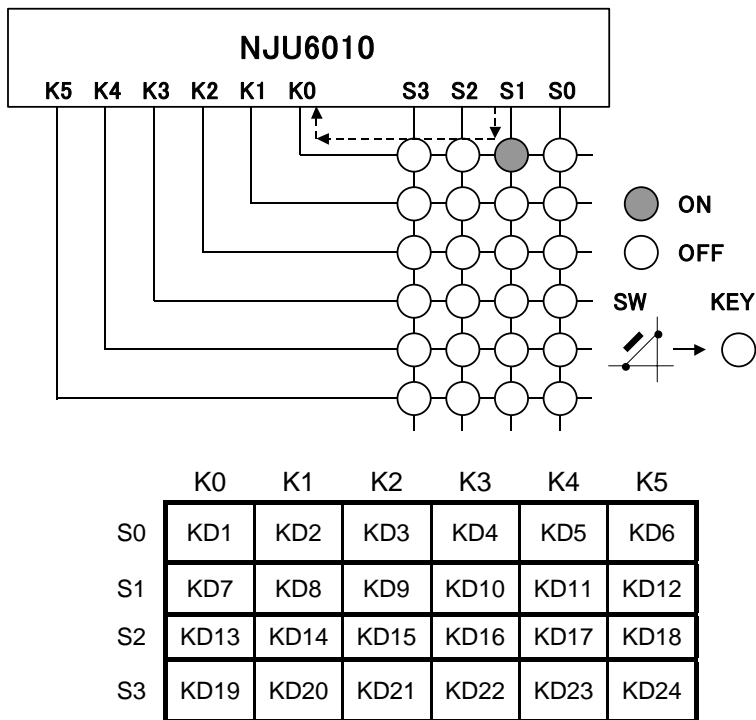 NJU6010
K5 K4 K3 K2 K1 K0 S3 S2 S1 S0
ON
OFF
SW KEY
K0 K1 K2 K3 K4 K5
S0 KD1 KD2 KD3 KD4 KD5 KD6
S1 KD7 KD8 KD9 KD10 KD11 KD12
S2 KD13 KD14 KD15 KD16 KD17 KD18
S3 KD19 KD20 KD21 KD22 KD23 KD24